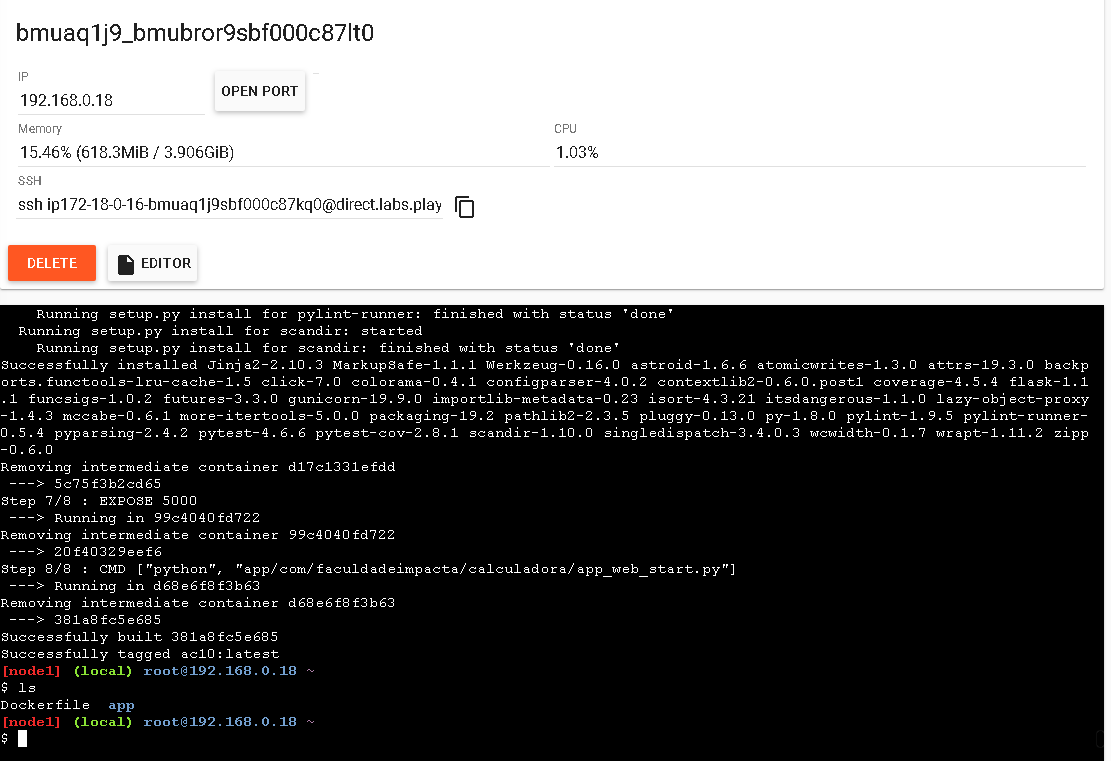 bmuaq1j9_bmubror9sbf000c87lt0
IP
192.168.0.18
OPEN PORT
Memory
15.46% (618.3MiB / 3.906GiB)
CPU
1.03%
SSH
ssh ip172-18-0-16-bmuaq1j9sbf000c87kq0@direct.labs.play
DELETE
EDITOR
    Running setup.py install for pylint-runner: finished with status 'done'
  Running setup.py install for scandir: started
    Running setup.py install for scandir: finished with status 'done'
Successfully installed Jinja2-2.10.3 MarkupSafe-1.1.1 Werkzeug-0.16.0 astroid-1.6.6 atomicwrites-1.3.0 attrs-19.3.0 backp
orts.functools-lru-cache-1.5 click-7.0 colorama-0.4.1 configparser-4.0.2 contextlib2-0.6.0.post1 coverage-4.5.4 flask-1.1
.1 funcsigs-1.0.2 futures-3.3.0 gunicorn-19.9.0 importlib-metadata-0.23 isort-4.3.21 itsdangerous-1.1.0 lazy-object-proxy
-1.4.3 mccabe-0.6.1 more-itertools-5.0.0 packaging-19.2 pathlib2-2.3.5 pluggy-0.13.0 py-1.8.0 pylint-1.9.5 pylint-runner-
0.5.4 pyparsing-2.4.2 pytest-4.6.6 pytest-cov-2.8.1 scandir-1.10.0 singledispatch-3.4.0.3 wcwidth-0.1.7 wrapt-1.11.2 zipp
-0.6.0
Removing intermediate container d17c1331efdd
 ---> 5c75f3b2cd65
Step 7/8 : EXPOSE 5000
 ---> Running in 99c4040fd722
Removing intermediate container 99c4040fd722
 ---> 20f40329eef6
Step 8/8 : CMD ["python", "app/com/faculdadeimpacta/calculadora/app_web_start.py"]
 ---> Running in d68e6f8f3b63
Removing intermediate container d68e6f8f3b63
 ---> 381a8fc5e685
Successfully built 381a8fc5e685
Successfully tagged ac10:latest
[node1] (local) root@192.168.0.18 ~
$ ls
Dockerfile  app
[node1] (local) root@192.168.0.18 ~
$